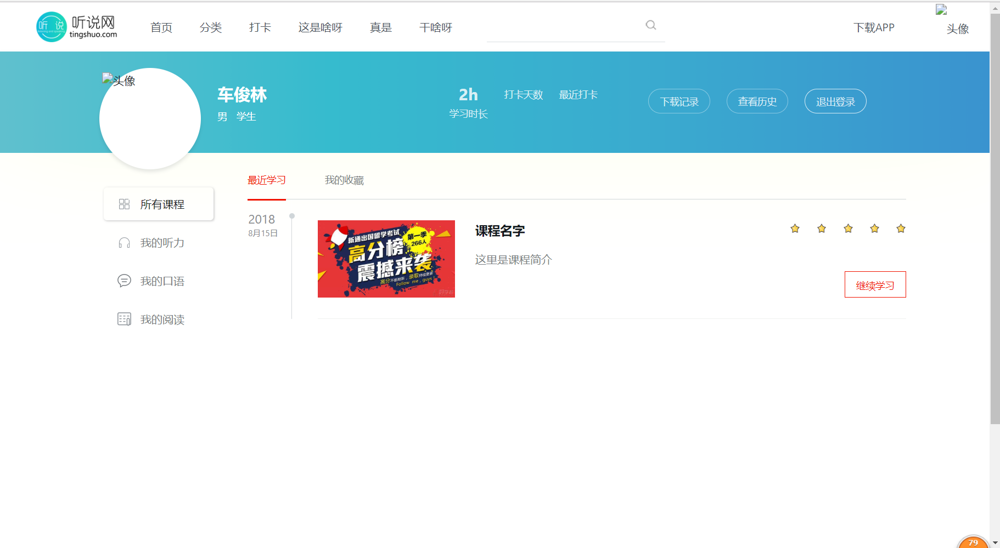 听 说
听说网
tingshuo.com
首页 分类 打卡 这是啥呀 真是 干啥呀
下载APP
头像
头像
车俊林
男 学生
2h
学习时长
打卡天数 最近打卡
下载记录 查看历史 退出登录
最近学习 我的收藏
所有课程
我的听力
我的口语
我的阅读
2018
8月15日
新通出国留学考试
第一季
266人
高分榜
震撼来袭
高分不断刷新，录取持续更新
Follow me , guys !
好学教
课程名字
这里是课程简介
继续学习
79